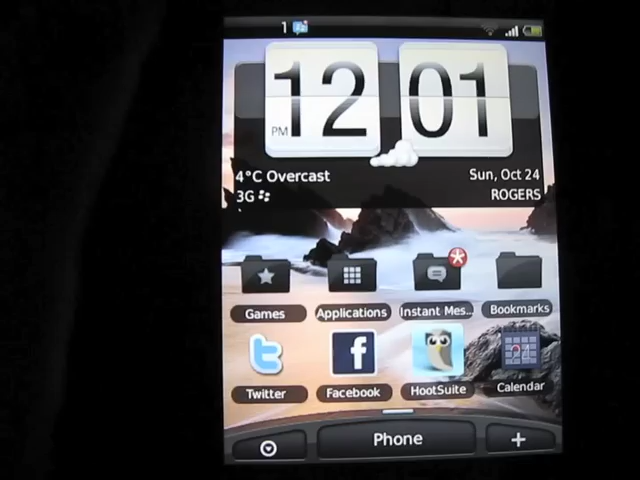 1
12 01
PM
4°C Overcast
Sun, Oct 24
3G
ROGERS
Games
Applications
Instant Mes...
Bookmarks
24
Twitter
Facebook
HootSuite
Calendar
Phone